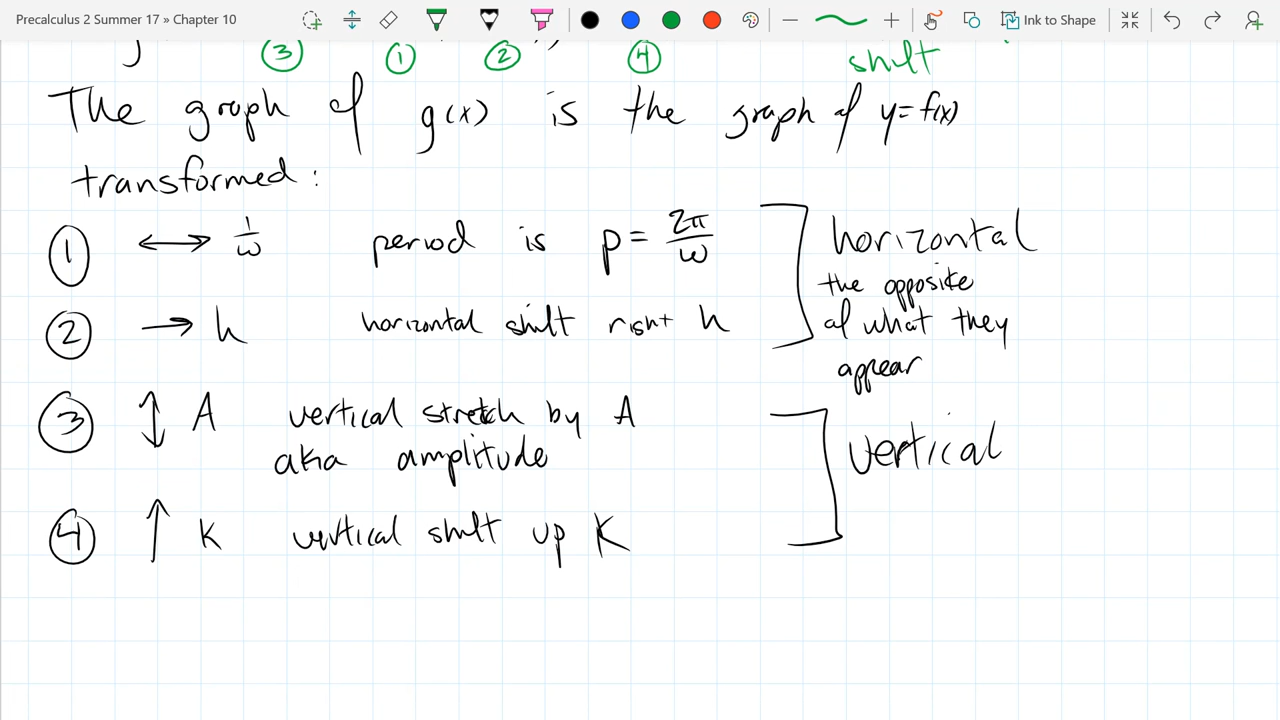 Precalculus 2 Summer 17 » Chapter 10
Ink to Shape
③ ① ② ④ shift
The graph of g(x) is the graph of y=f(x)
transformed:
① ↔ 1/ω period is p = 2π/ω
② → h horizontal shift right h
horizontal
the opposite
of what they
appear
③ ↕ A vertical stretch by A
aka amplitude
④ ↑ K vertical shift up K
vertical